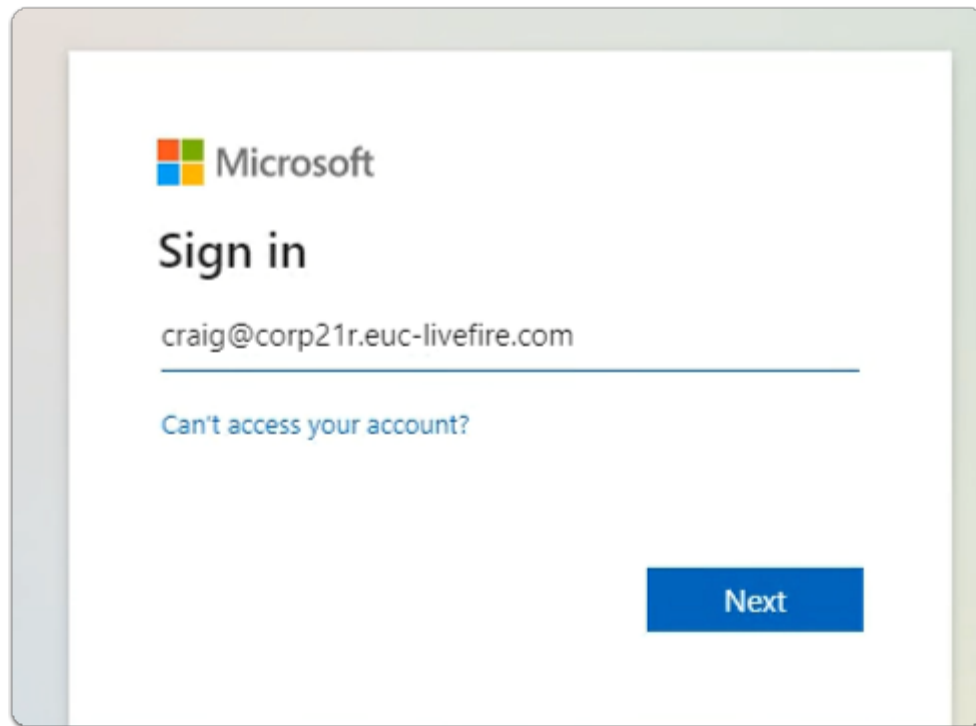 Microsoft
Sign in
craig@corp21r.euc-livefire.com
Can't access your account?
Next